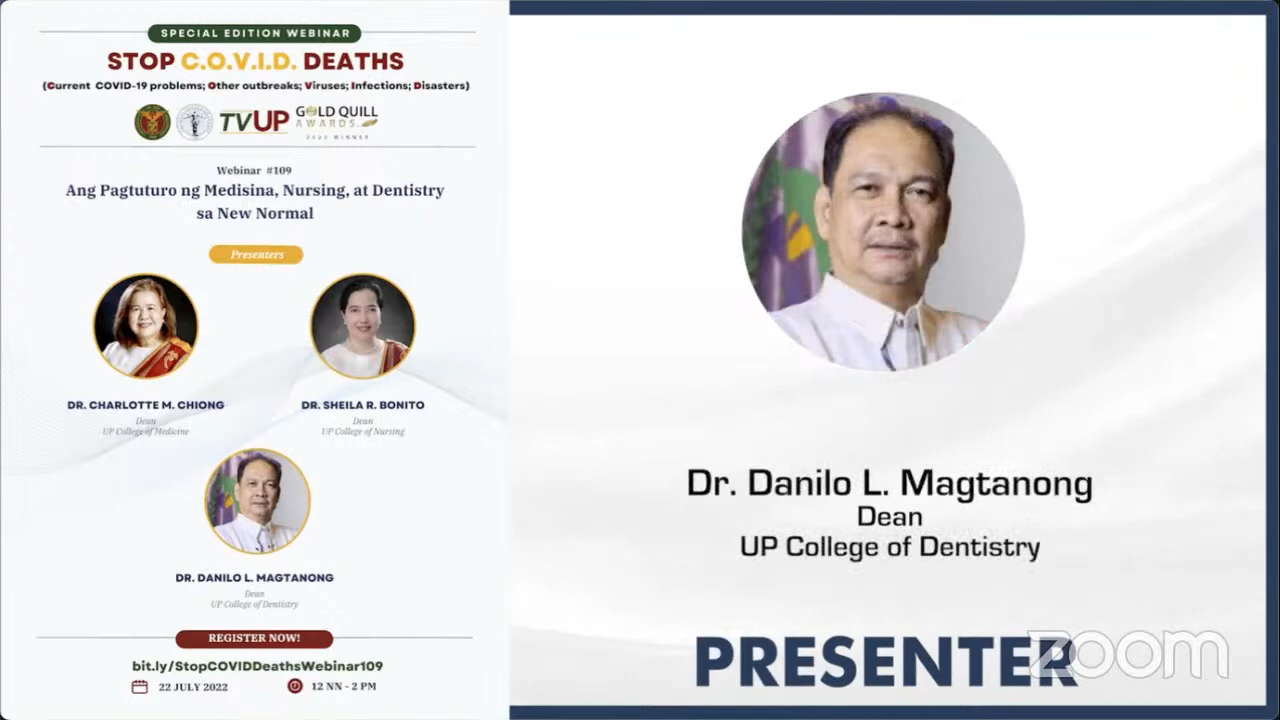 SPECIAL EDITION WEBINAR
STOP C.O.V.I.D. DEATHS
(Current COVID-19 problems; Other outbreaks; Viruses; Infections; Disasters)
TVUP
GOLD QUILL
AWARDS
2022 WINNER
Webinar #109
Ang Pagtuturo ng Medisina, Nursing, at Dentistry
sa New Normal
Presenters
DR. CHARLOTTE M. CHIONG
Dean
UP College of Medicine
DR. SHEILA R. BONITO
Dean
UP College of Nursing
DR. DANILO L. MAGTANONG
Dean
UP College of Dentistry
REGISTER NOW!
bit.ly/StopCOVIDDeathsWebinar109
22 JULY 2022
12 NN - 2 PM
Dr. Danilo L. Magtanong
Dean
UP College of Dentistry
PRESENTER
zoom